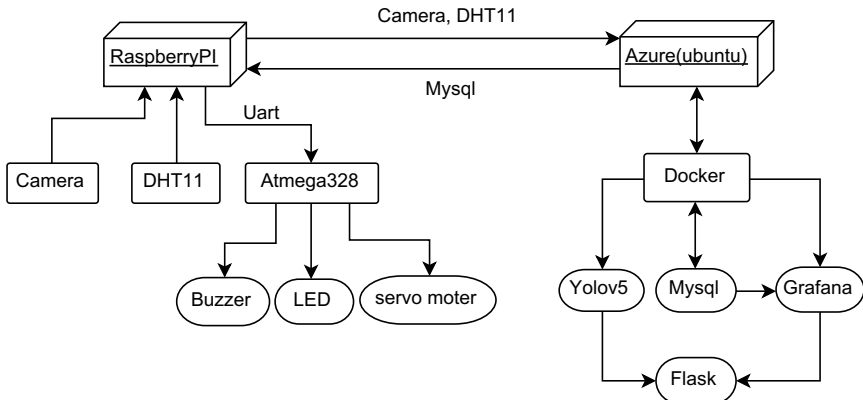 Camera, DHT11
RaspberryPI
Azure(ubuntu)
Mysql
Uart
Camera
DHT11
Atmega328
Docker
Buzzer
LED
servo moter
Yolov5
Mysql
Grafana
Flask